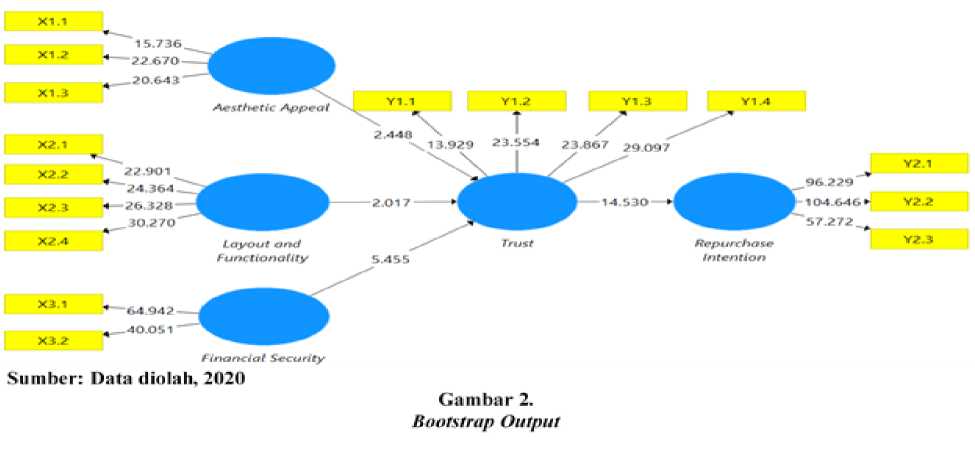 X1.1
15.736
X1.2
22.670
X1.3
20.643
Aesthetic Appeal
2.448
Y1.1
Y1.2
Y1.3
Y1.4
13.929
23.554
23.867
29.097
X2.1
22.901
X2.2
24.364
X2.3
26.328
X2.4
30.270
Layout and
Functionality
2.017
Trust
14.530
Repurchase
Intention
96.229
Y2.1
104.646
Y2.2
57.272
Y2.3
5.455
X3.1
64.942
X3.2
40.051
Financial Security
Sumber: Data diolah, 2020
Gambar 2.
Bootstrap Output